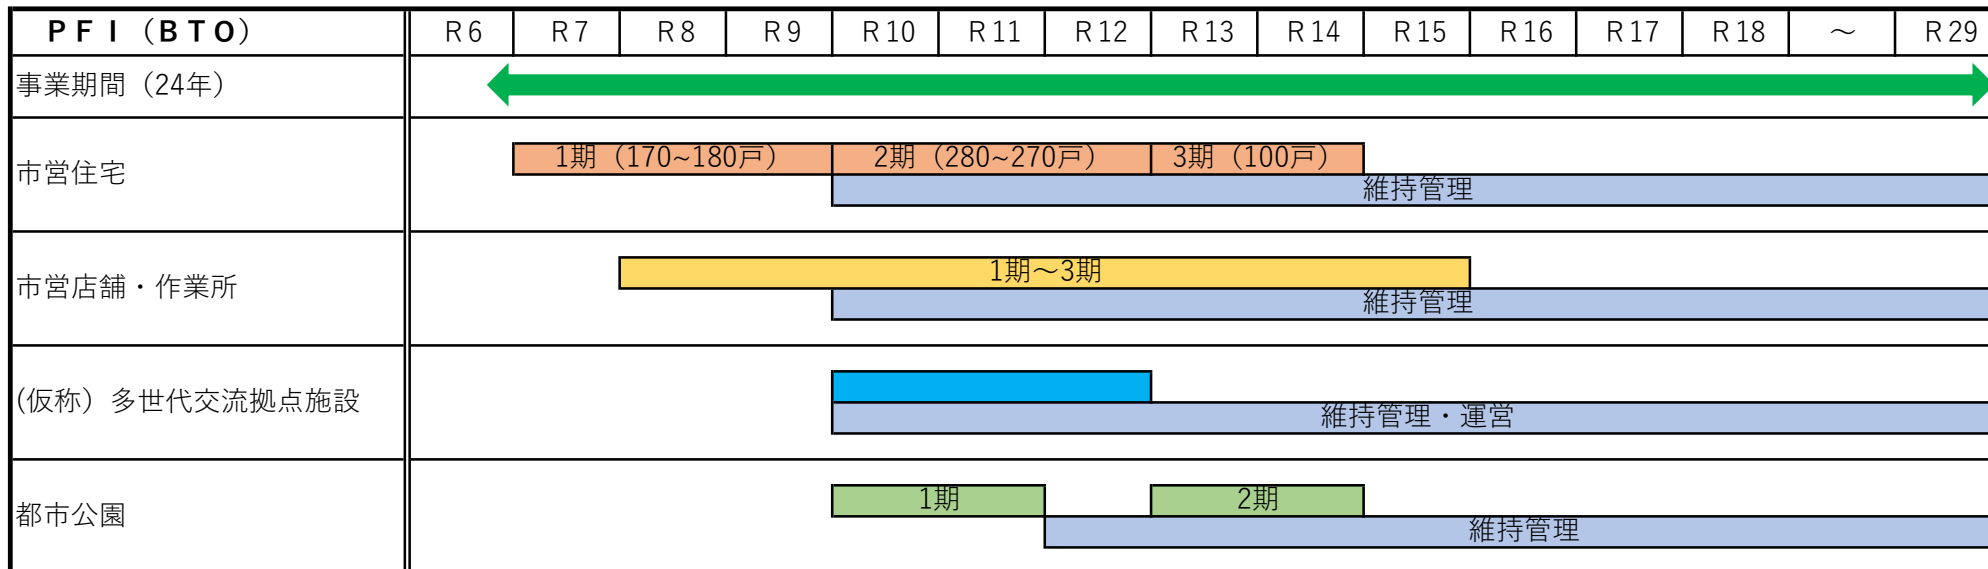 ＰＦＩ（ＢＴＯ） Ｒ6 Ｒ7 Ｒ8 Ｒ9 Ｒ10 Ｒ11 Ｒ12 Ｒ13 Ｒ14 Ｒ15 Ｒ16 Ｒ17 Ｒ18 ～ Ｒ29
事業期間（24年）
市営住宅
1期（170~180戸） 2期（280~270戸） 3期（100戸）
維持管理
市営店舗・作業所
1期～3期
維持管理
(仮称）多世代交流拠点施設
維持管理・運営
都市公園
1期 2期
維持管理